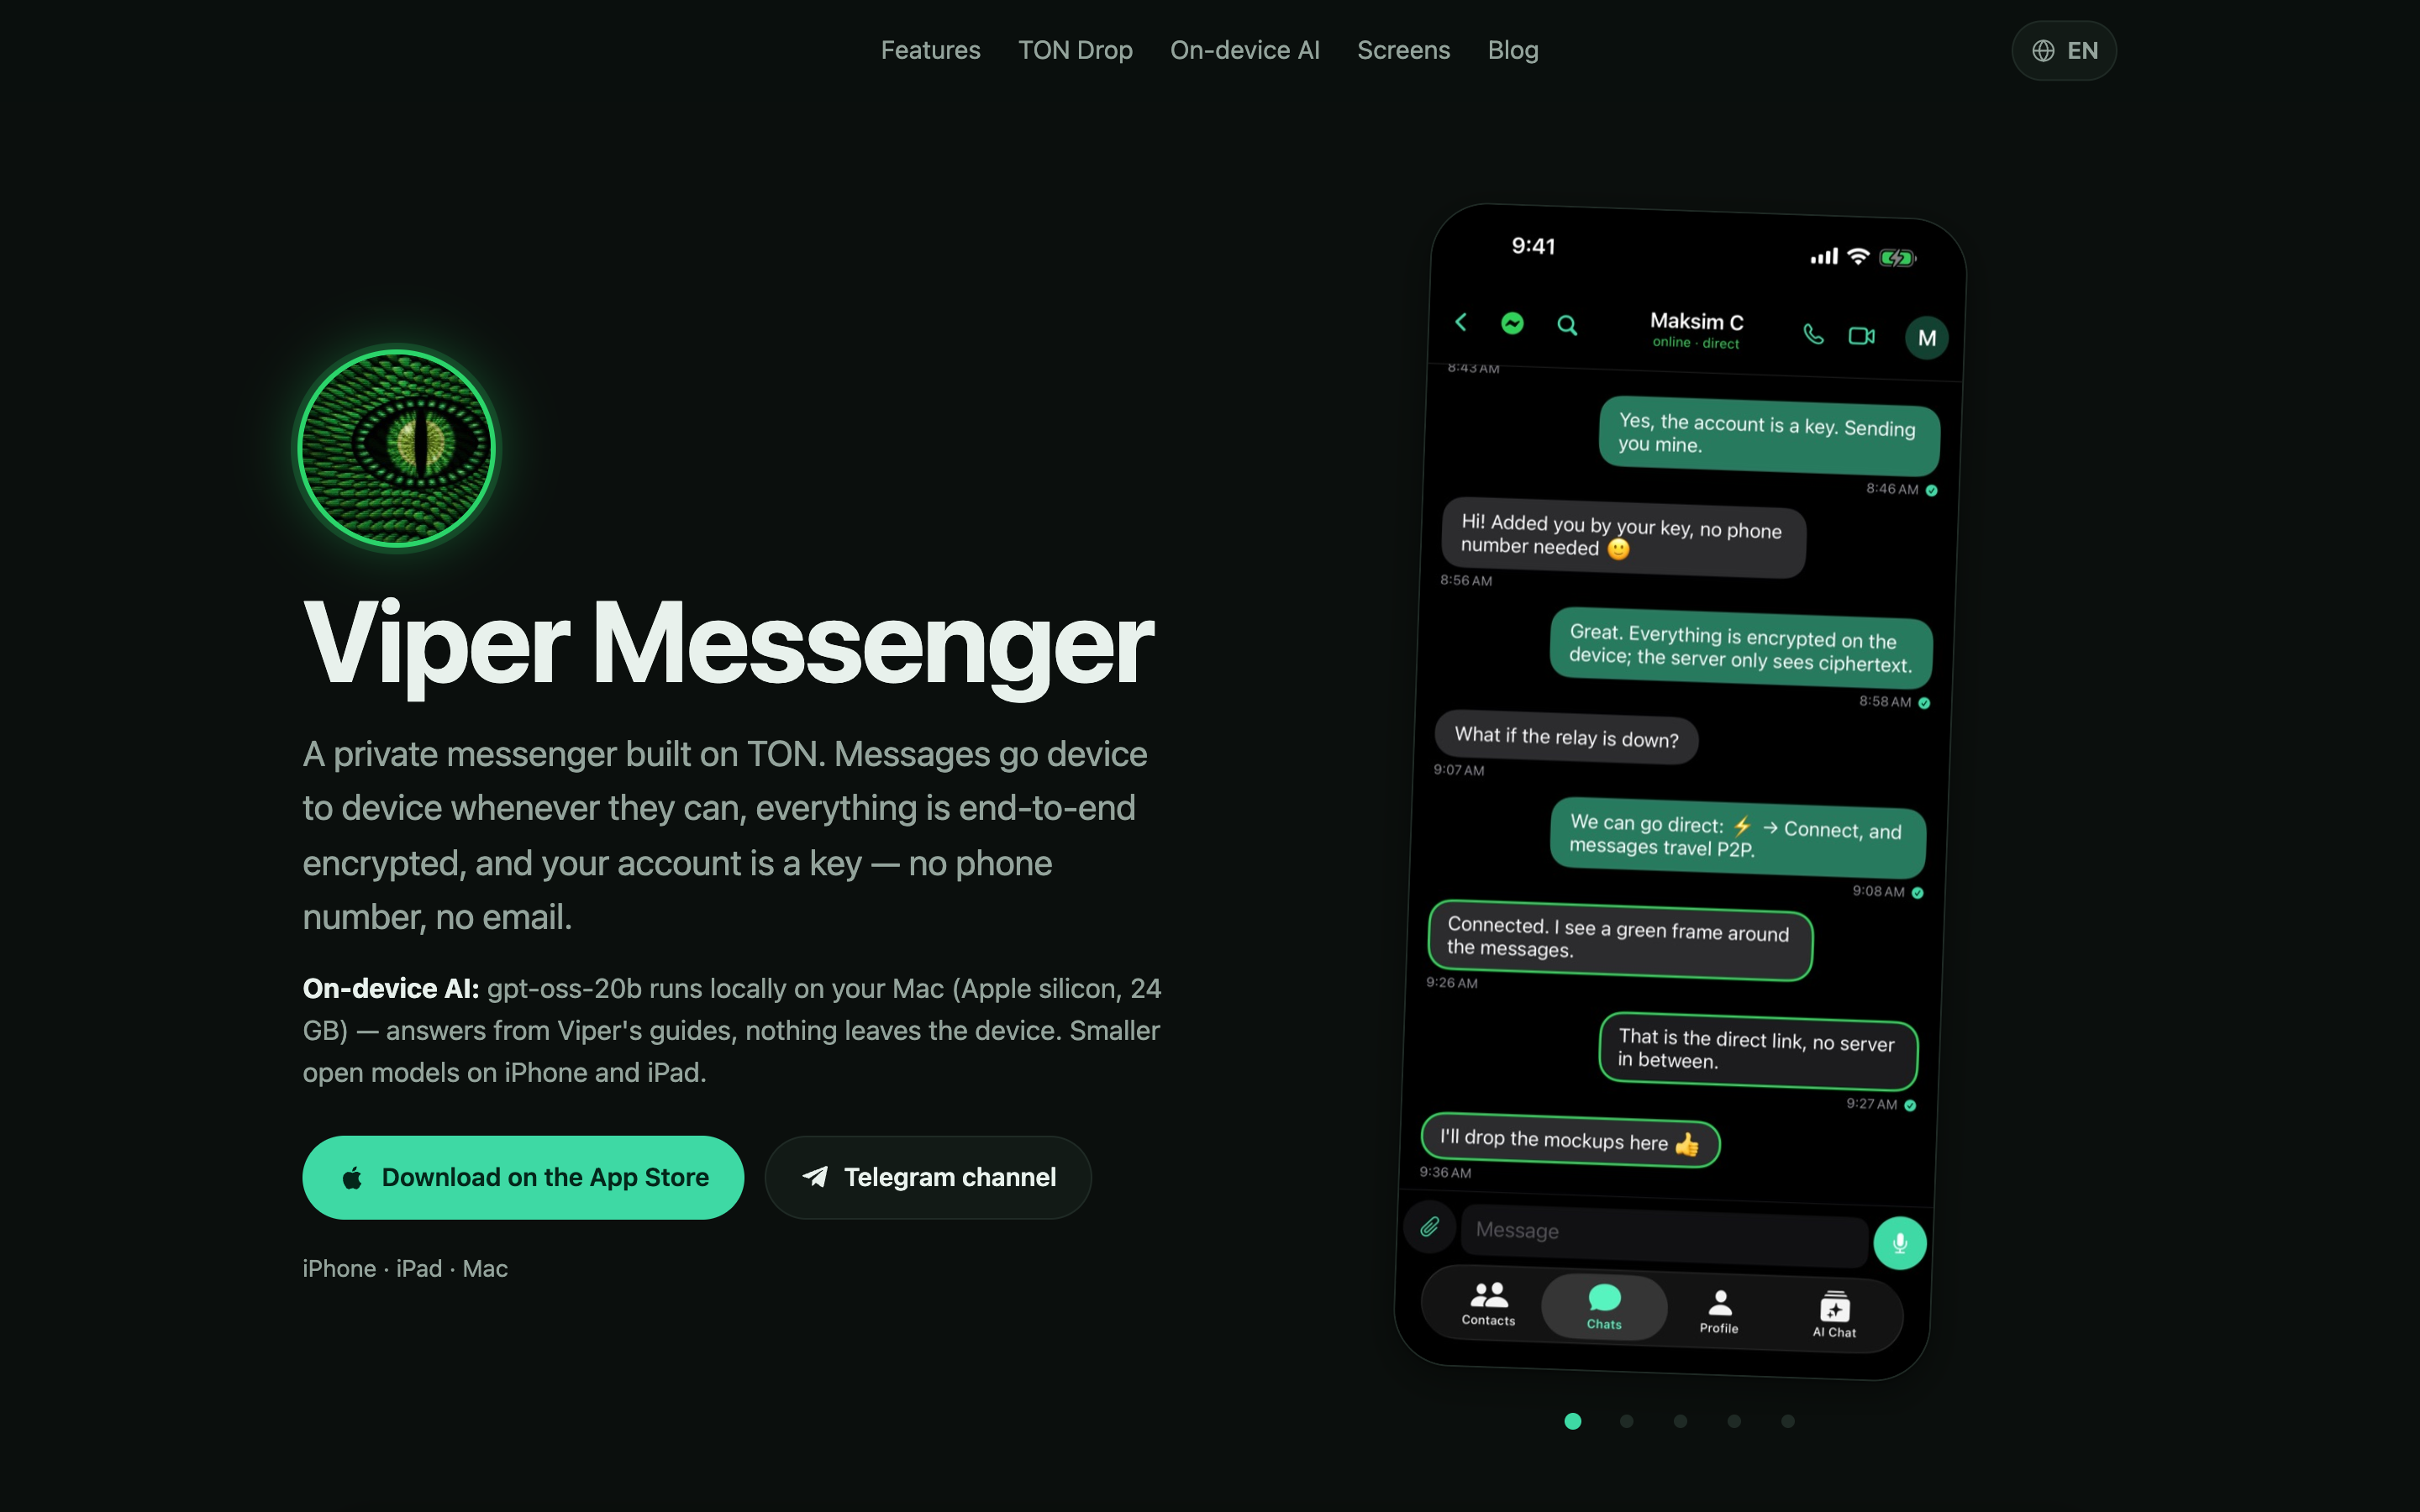 Features
TON Drop
On-device AI
Screens
Blog
EN
Viper Messenger
A private messenger built on TON. Messages go device
to device whenever they can, everything is end-to-end
encrypted, and your account is a key — no phone
number, no email.
On-device AI: gpt-oss-20b runs locally on your Mac (Apple silicon, 24
GB) — answers from Viper's guides, nothing leaves the device. Smaller
open models on iPhone and iPad.
Download on the App Store
Telegram channel
iPhone · iPad · Mac
9:41
Maksim C
online · direct
M
8:43 AM
Yes, the account is a key. Sending
you mine.
8:46 AM
Hi! Added you by your key, no phone
number needed 🙂
8:56 AM
Great. Everything is encrypted on the
device; the server only sees ciphertext.
8:58 AM
What if the relay is down?
9:07 AM
We can go direct: ⚡ → Connect, and
messages travel P2P.
9:08 AM
Connected. I see a green frame around
the messages.
9:26 AM
That is the direct link, no server
in between.
9:27 AM
I'll drop the mockups here 👍
9:36 AM
Message
Contacts
Chats
Profile
AI Chat